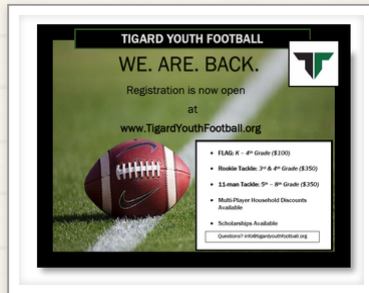 TIGARD YOUTH FOOTBALL
WE. ARE. BACK.
Registration is now open
at
www.TigardYouthFootball.org
• FLAG: K – 4th Grade ($100)
• Rookie Tackle: 3rd & 4th Grade ($350)
• 11-man Tackle: 5th – 8th Grade ($350)
• Multi-Player Household Discounts
Available
• Scholarships Available
Questions? info@tigardyouthfootball.org